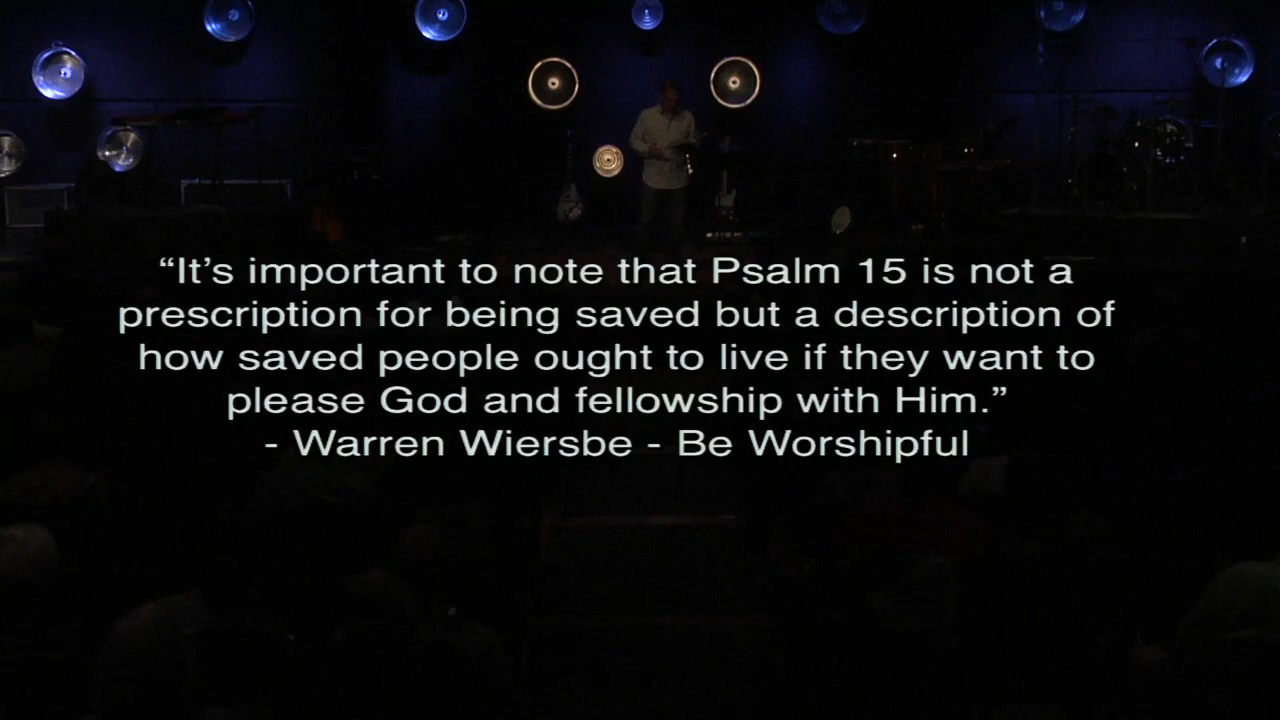 “It’s important to note that Psalm 15 is not a
prescription for being saved but a description of
how saved people ought to live if they want to
please God and fellowship with Him.”
- Warren Wiersbe - Be Worshipful